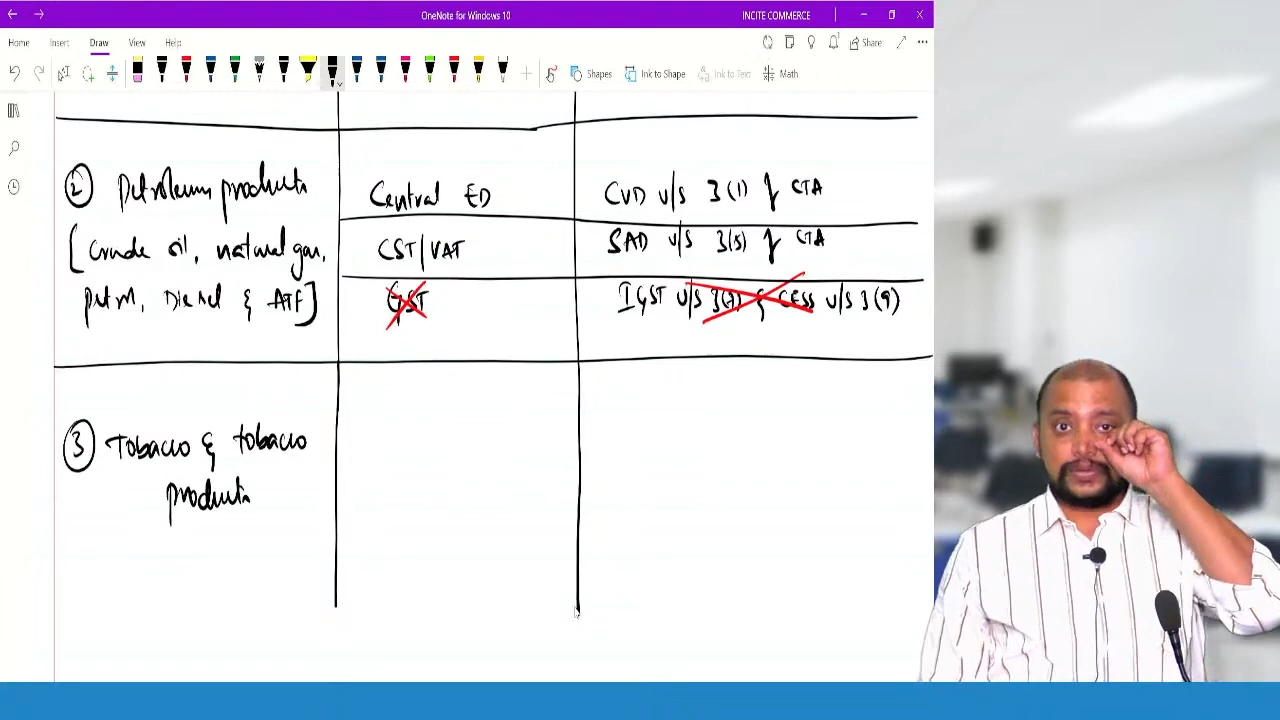 OneNote for Windows 10
INCITE COMMERCE
Home Insert Draw View Help
Share
Shapes Ink to Shape Ink to Text Math
② Petroleum products
[Crude oil, natural gas,
petrol, Diesel & ATF]
Central ED
CST/VAT
GST
CVD u/s 3(1) of CTA
SAD u/s 3(5) of CTA
IGST u/s 3(7) & CESS u/s 3(9)
③ Tobacco & tobacco
products